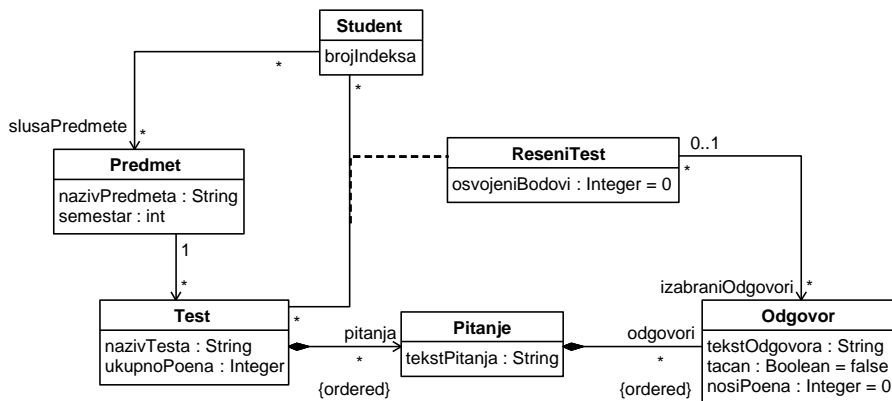 Student
brojIndeksa
*
*
slusaPredmete
*
Predmet
nazivPredmeta : String
semestar : int
ReseniTest
osvojeniBodovi : Integer = 0
0..1
*
1
*
izabraniOdgovori
*
Test
nazivTesta : String
ukupnoPoena : Integer
*
pitanja
*
{ordered}
Pitanje
tekstPitanja : String
odgovori
*
{ordered}
Odgovor
tekstOdgovora : String
tacan : Boolean = false
nosiPoena : Integer = 0